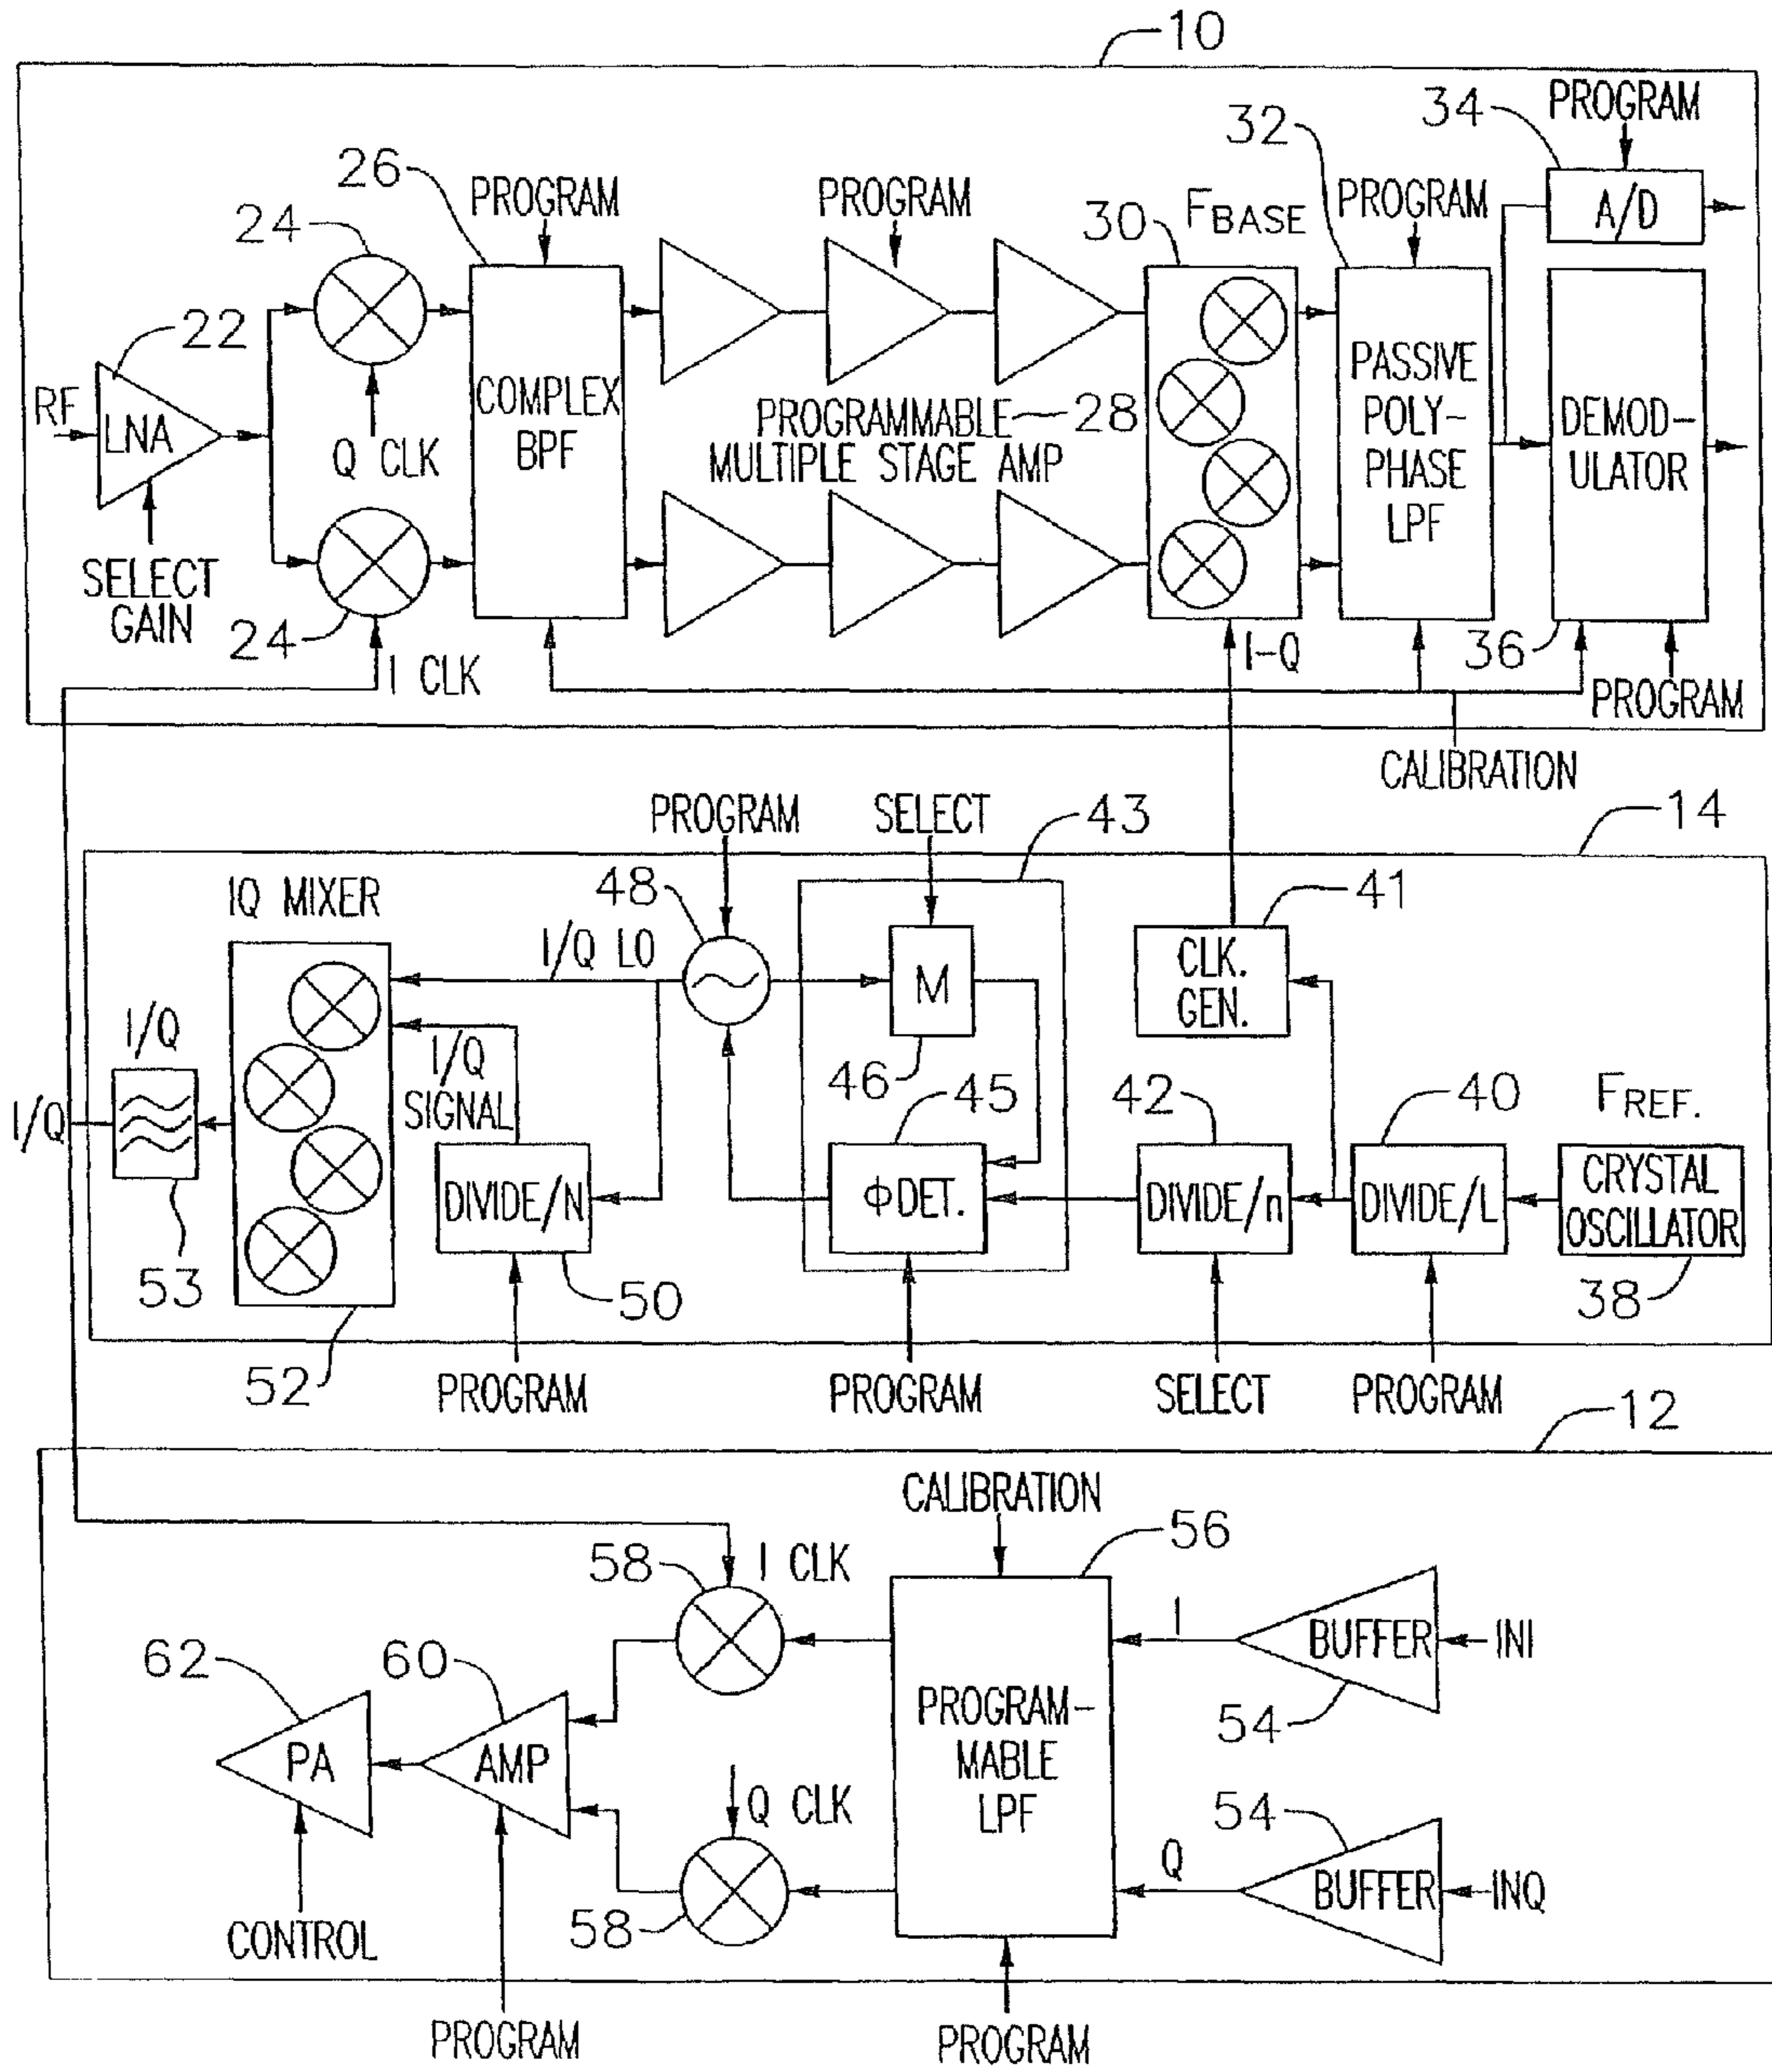 10
34
PROGRAM
32
26
PROGRAM
PROGRAM
30
FBASE
PROGRAM
A/D
24
22
RF
LNA
Q CLK
COMPLEX
BPF
PROGRAMMABLE
MULTIPLE STAGE AMP
28
PASSIVE
POLY-
PHASE
LPF
DEMOD-
ULATOR
SELECT
GAIN
24
I CLK
I-Q
36
PROGRAM
CALIBRATION
PROGRAM
SELECT
43
14
IQ MIXER
48
41
I/Q LO
M
CLK.
GEN.
I/Q
I/Q
SIGNAL
46
45
42
40
FREF.
I/Q
DIVIDE/N
ΦDET.
DIVIDE/n
DIVIDE/L
CRYSTAL
OSCILLATOR
53
50
38
52
PROGRAM
PROGRAM
SELECT
PROGRAM
12
CALIBRATION
58
I CLK
56
62
60
I
BUFFER
INI
PROGRAM-
MABLE
LPF
54
PA
AMP
Q CLK
54
Q
BUFFER
INQ
58
CONTROL
PROGRAM
PROGRAM